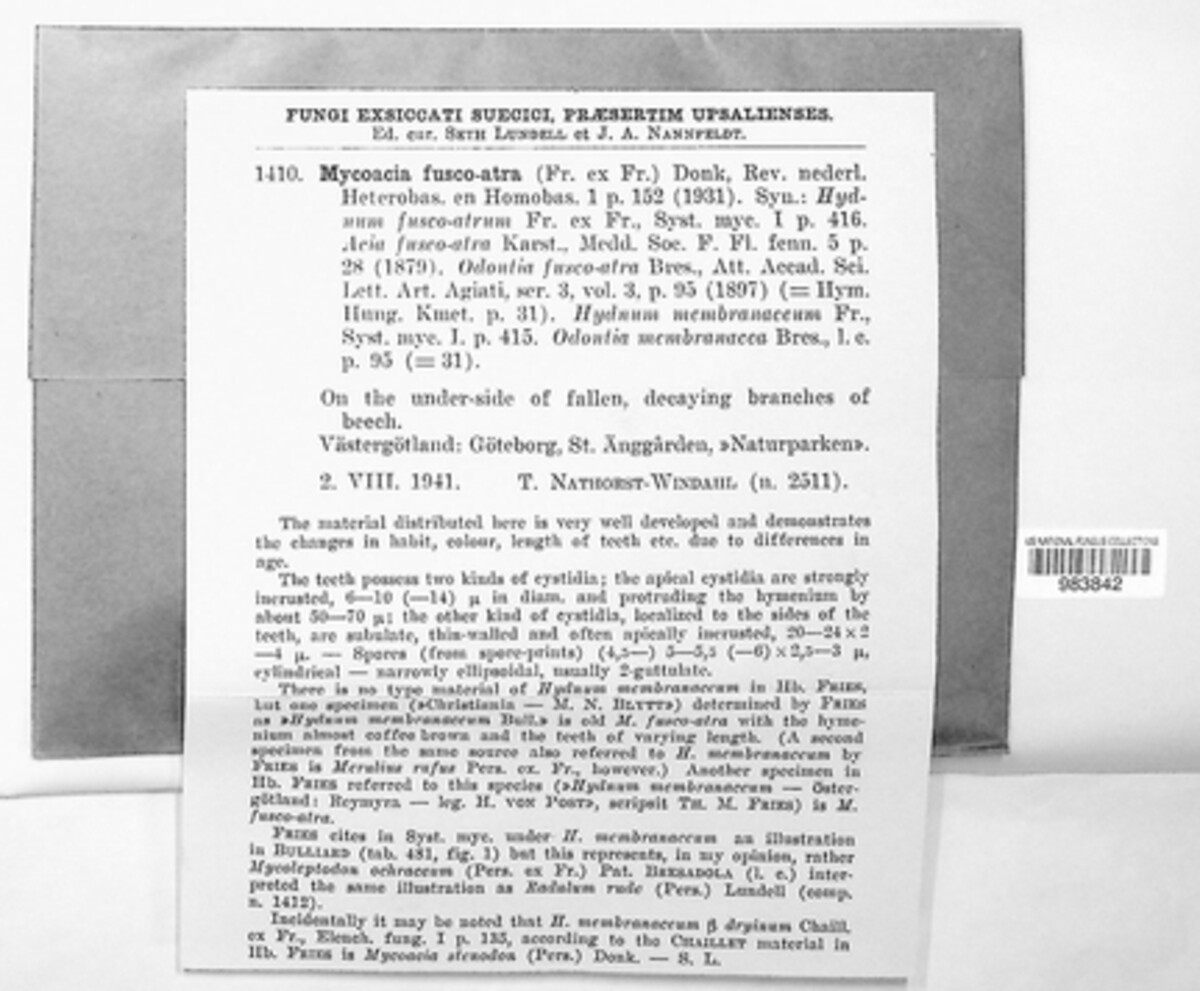 FUNGI EXSICCATI SUECICI, PRÆSERTIM UPSALIENSES.
Ed. cur. SETH LUNDELL et J. A. NANNFELDT.
1410. Mycoacia fusco-atra (Fr. ex Fr.) Donk, Rev. nederl.
Heterobas. en Homobas. 1 p. 152 (1931). Syn.: Hyd-
num fusco-atrum Fr. ex Fr., Syst. myc. I p. 416.
Acia fusco-atra Karst., Medd. Soc. F. Fl. fenn. 5 p.
28 (1879). Odontia fusco-atra Bres., Att. Accad. Sci.
Lett. Art. Agiati, ser. 3, vol. 3, p. 95 (1897) (= Hym.
Hung. Kmet. p. 31). Hydnum membranaceum Fr.,
Syst. myc. I. p. 415. Odontia membranacea Bres., l. c.
p. 95 (= 31).
On the under-side of fallen, decaying branches of
beech.
Västergötland: Göteborg, St. Änggården, »Naturparken».
2. VIII. 1941. T. NATHORST-WINDAHL (n. 2511).
The material distributed here is very well developed and demonstrates
the changes in habit, colour, length of teeth etc. due to differences in
age.
The teeth possess two kinds of cystidia; the apical cystidia are strongly
incrusted, 6—10 (—14) µ in diam. and protruding the hymenium by
about 50—70 µ; the other kind of cystidia, localized to the sides of the
teeth, are subulate, thin-walled and often apically incrusted, 20—24 × 2
—4 µ. — Spores (from spore-prints) (4,5—) 5—5,5 (—6) × 2,5—3 µ,
cylindrical — narrowly ellipsoidal, usually 2-guttulate.
There is no type material of Hydnum membranaceum in Hb. FRIES,
but one specimen (»Christiania — M. N. BLYTT») determined by FRIES
as »Hydnum membranaceum Bull.» is old M. fusco-atra with the hyme-
nium almost coffee brown and the teeth of varying length. (A second
specimen from the same source also referred to H. membranaceum by
FRIES is Merulius rufus Pers. ex. Fr., however.) Another specimen in
Hb. FRIES referred to this species (»Hydnum membranaceum — Öster-
götland: Reymyra — leg. H. VON POST», scripsit TH. M. FRIES) is M.
fusco-atra.
FRIES cites in Syst. myc. under H. membranaceum an illustration
in BULLIARD (tab. 481, fig. 1) but this represents, in my opinion, rather
Mycoleptodon ochraceum (Pers. ex Fr.) Pat. BRESADOLA (l. c.) inter-
preted the same illustration as Radulum rude (Pers.) Lundell (comp.
n. 1412).
Incidentally it may be noted that H. membranaceum β dryinum Chaill.
ex Fr., Elench. fung. I p. 135, according to the CHAILLET material in
Hb. FRIES is Mycoacia stenodon (Pers.) Donk. — S. L.
US NATIONAL FUNGUS COLLECTIONS
983842